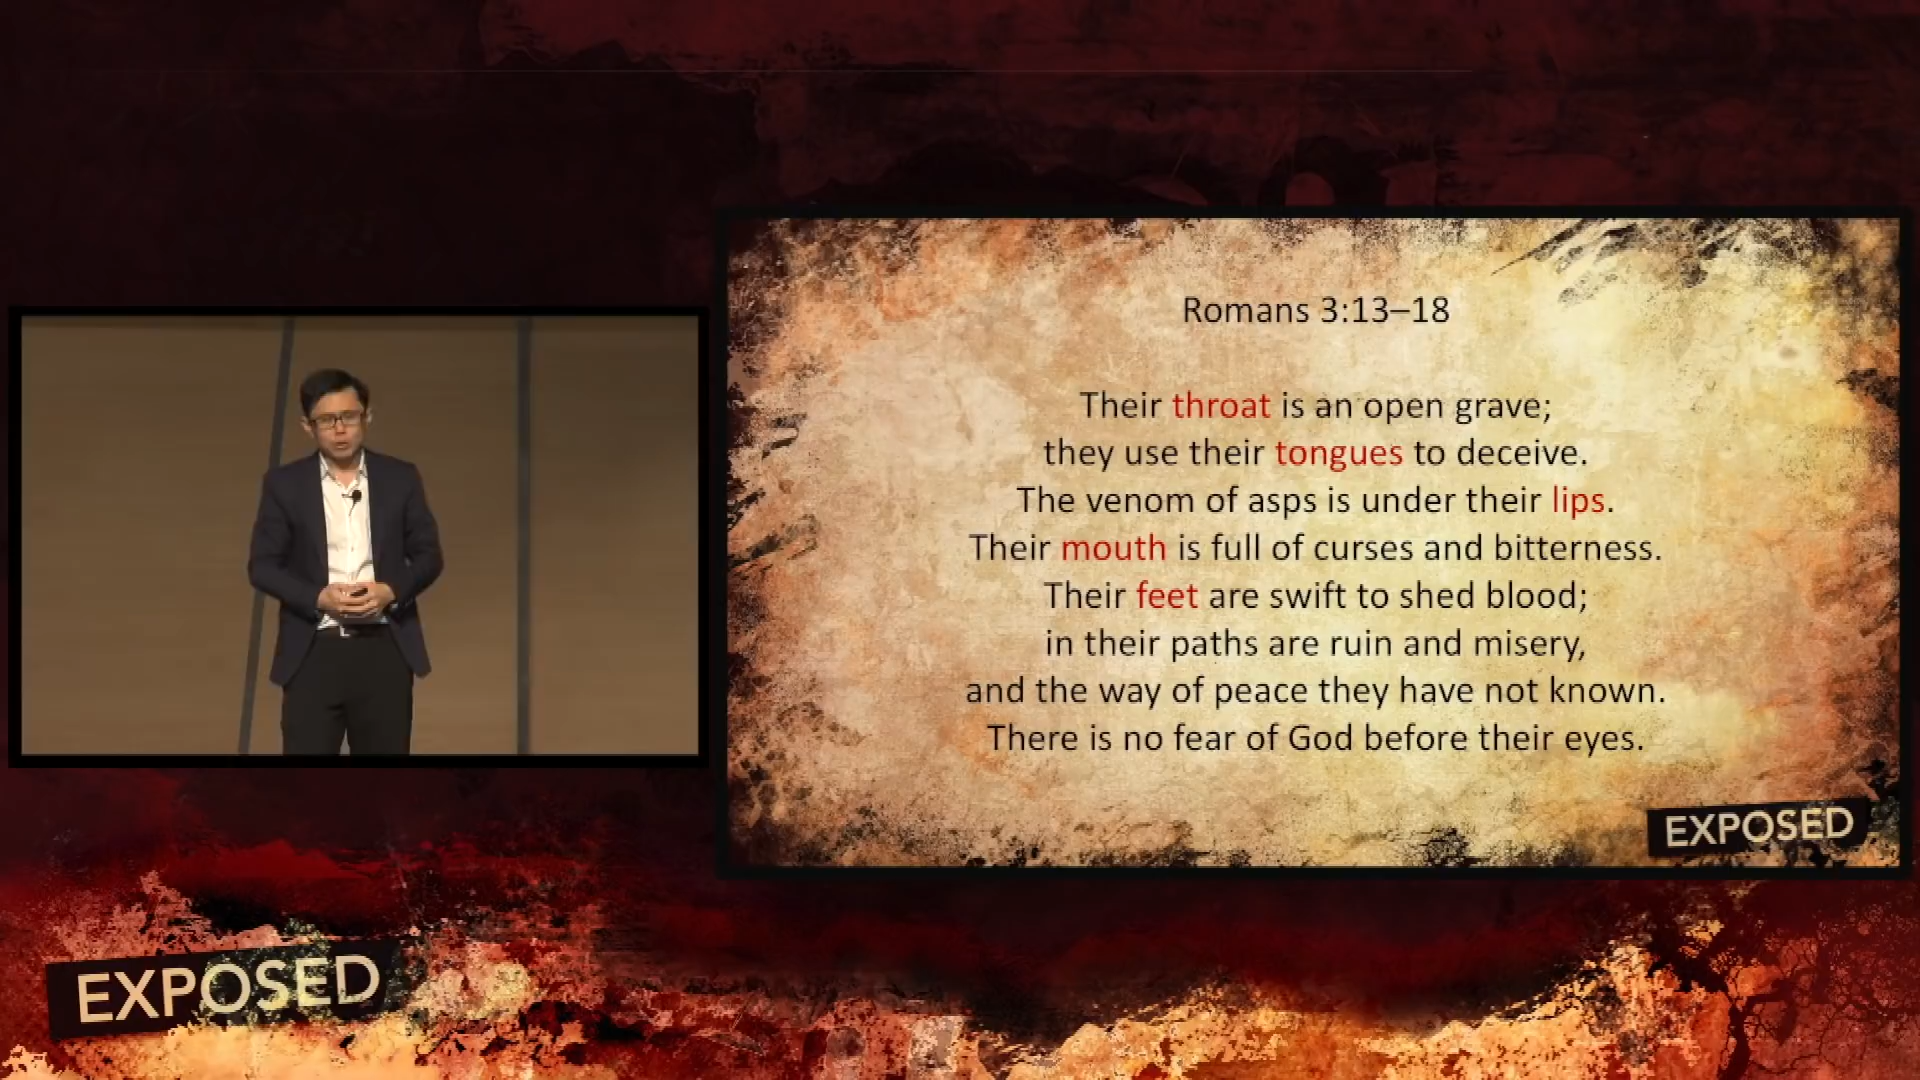 Romans 3:13–18
Their throat is an open grave;
they use their tongues to deceive.
The venom of asps is under their lips.
Their mouth is full of curses and bitterness.
Their feet are swift to shed blood;
in their paths are ruin and misery,
and the way of peace they have not known.
There is no fear of God before their eyes.
EXPOSED
EXPOSED